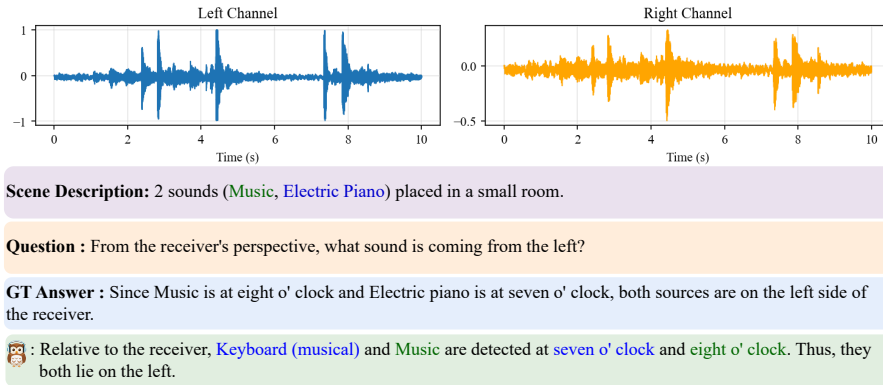 Left Channel
Right Channel
1
0
−1
0.0
−0.5
0 2 4 6 8 10
0 2 4 6 8 10
Time (s)
Time (s)
Scene Description: 2 sounds (Music, Electric Piano) placed in a small room.
Question : From the receiver's perspective, what sound is coming from the left?
GT Answer : Since Music is at eight o' clock and Electric piano is at seven o' clock, both sources are on the left side of
the receiver.
: Relative to the receiver, Keyboard (musical) and Music are detected at seven o' clock and eight o' clock. Thus, they
both lie on the left.